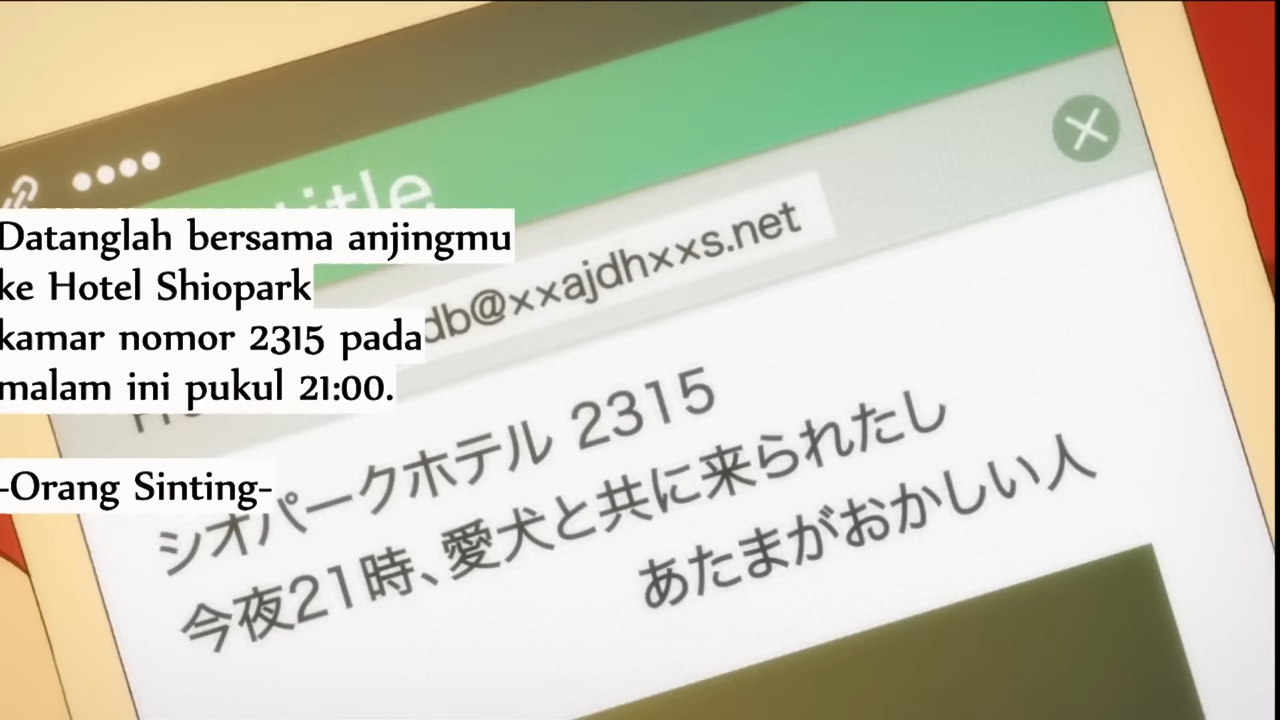 itle
Datanglah bersama anjingmu
ke Hotel Shiopark
kamar nomor 2315 pada
malam ini pukul 21:00.
-Orang Sinting-
db@××ajdh××s.net
シオパークホテル 2315
今夜21時、愛犬と共に来られたし
あたまがおかしい人